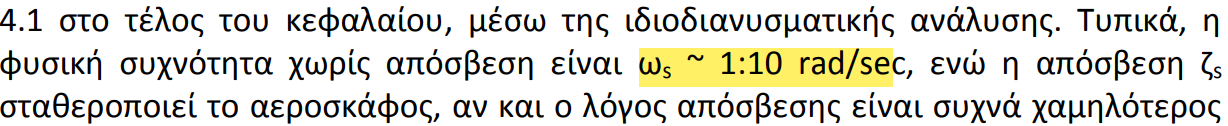 4.1 στο τέλος του κεφαλαίου, μέσω της ιδιοδιανυσματικής ανάλυσης. Τυπικά, η
φυσική συχνότητα χωρίς απόσβεση είναι ωₛ ~ 1:10 rad/sec, ενώ η απόσβεση ζₛ
σταθεροποιεί το αεροσκάφος, αν και ο λόγος απόσβεσης είναι συχνά χαμηλότερος